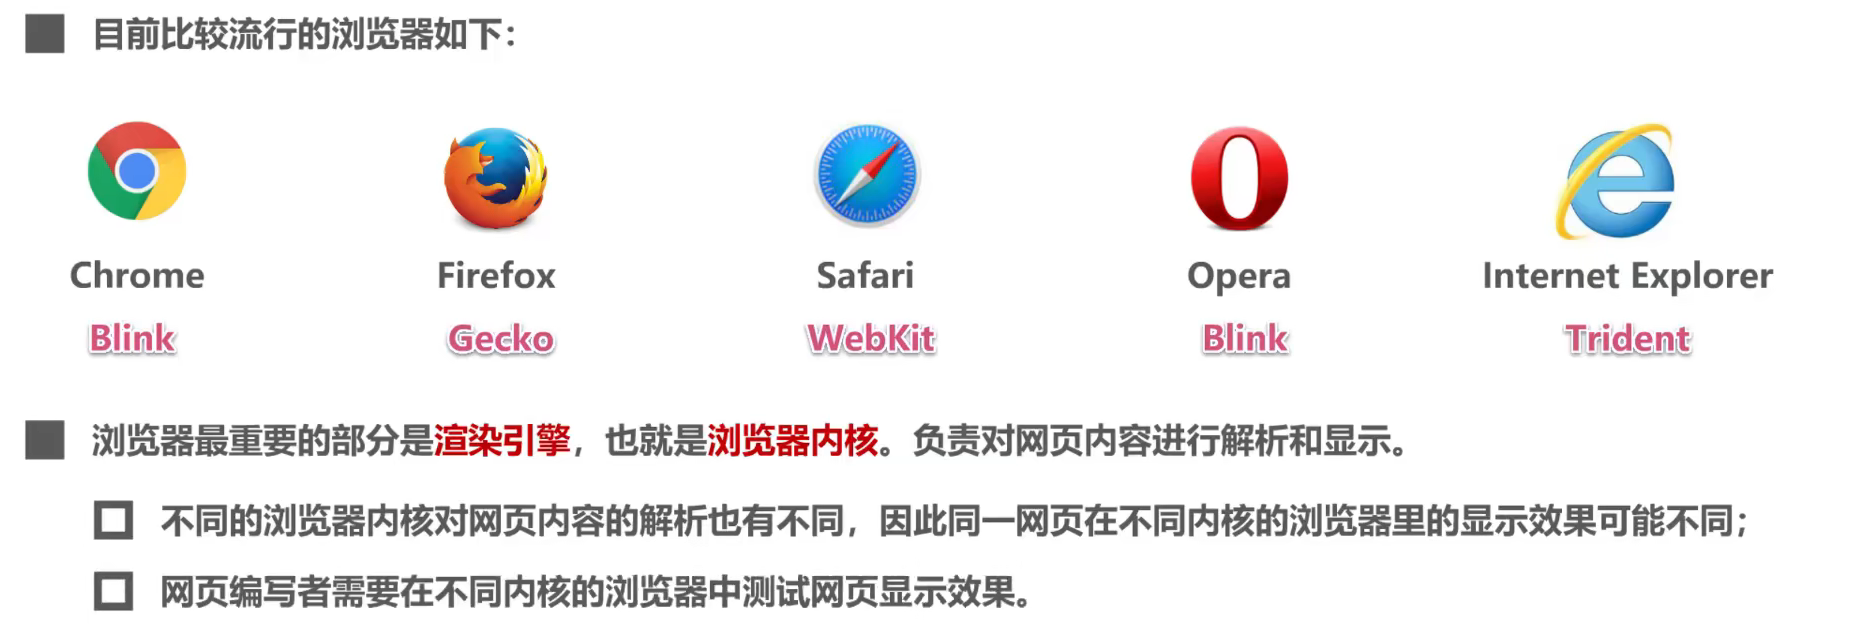 目前比较流行的浏览器如下：
Chrome Firefox Safari Opera Internet Explorer
Blink Gecko WebKit Blink Trident
浏览器最重要的部分是渲染引擎，也就是浏览器内核。负责对网页内容进行解析和显示。
不同的浏览器内核对网页内容的解析也有不同，因此同一网页在不同内核的浏览器里的显示效果可能不同；
网页编写者需要在不同内核的浏览器中测试网页显示效果。